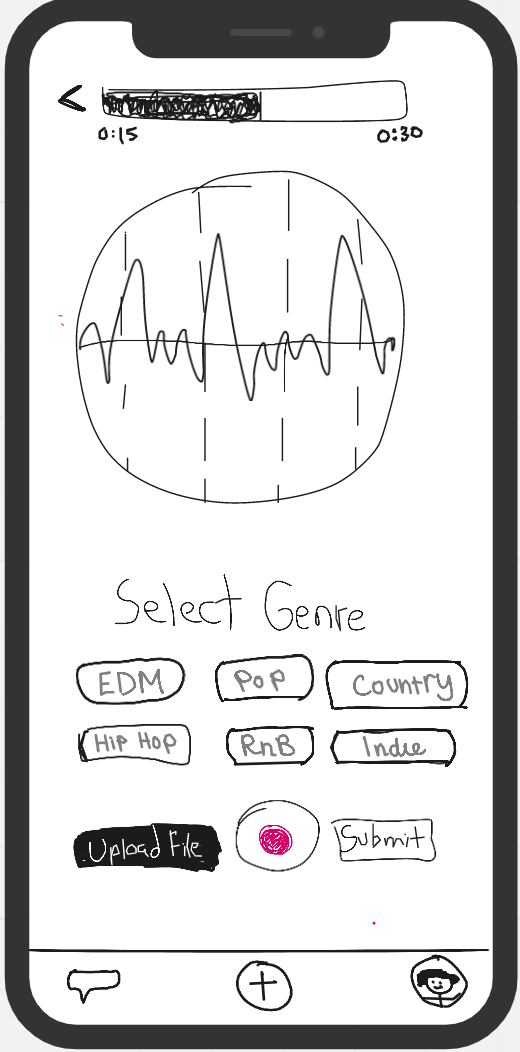 0:15 0:30
Select Genre
EDM Pop Country
Hip Hop RnB Indie
Upload File Submit